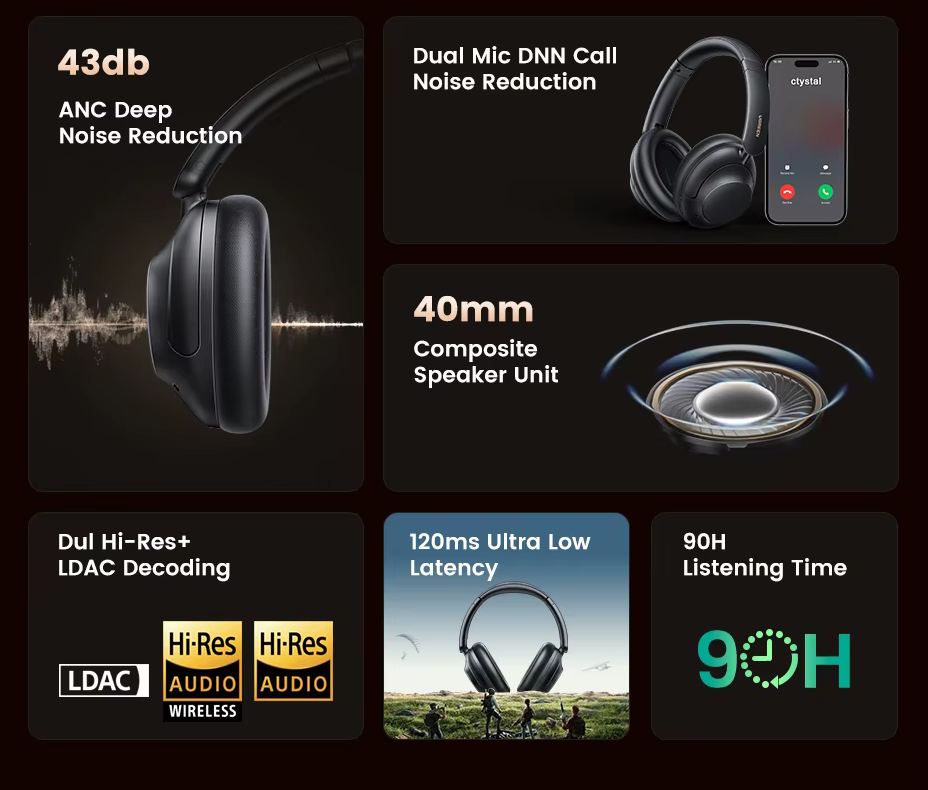 43db
ANC Deep
Noise Reduction
Dual Mic DNN Call
Noise Reduction
UGREEN
ctystal
40mm
Composite
Speaker Unit
Dul Hi-Res+
LDAC Decoding
LDAC
Hi-Res
AUDIO
WIRELESS
Hi-Res
AUDIO
120ms Ultra Low
Latency
90H
Listening Time
90H